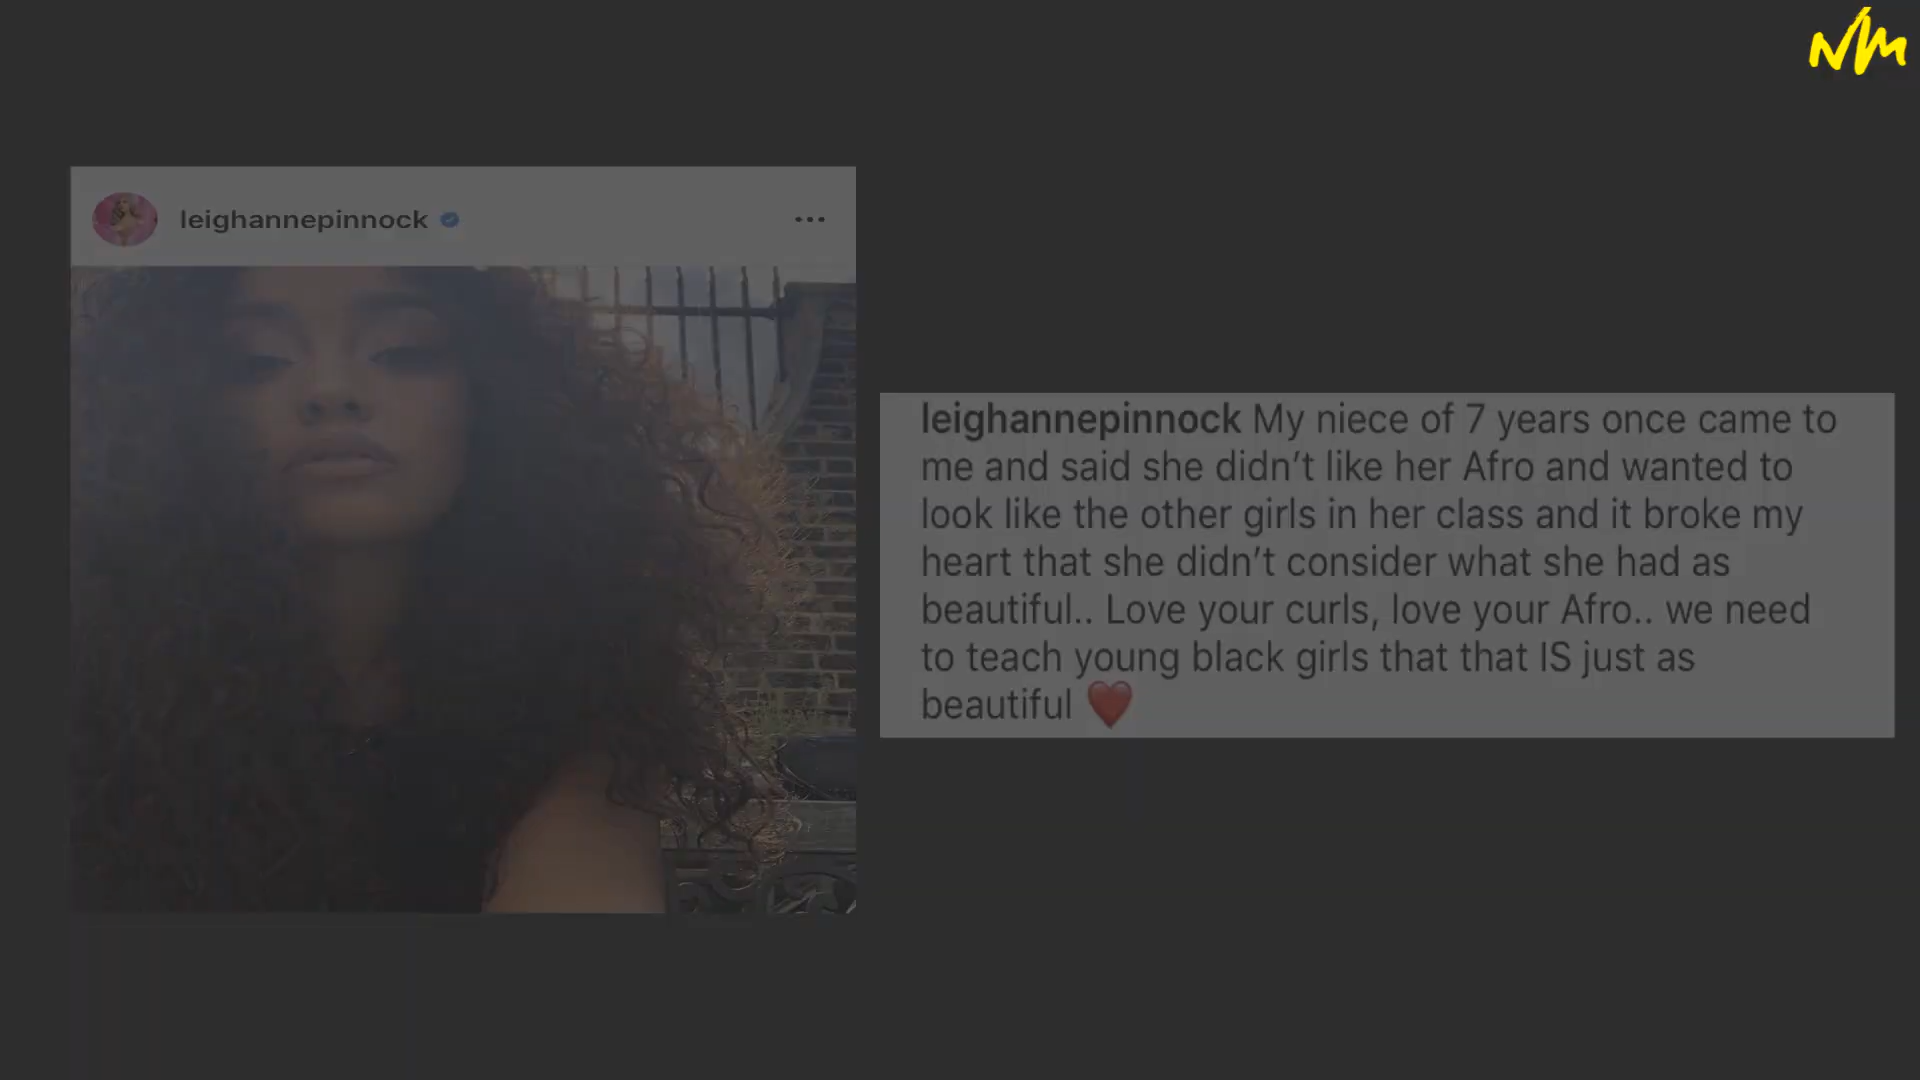 NM
leighannepinnock
leighannepinnock My niece of 7 years once came to
me and said she didn’t like her Afro and wanted to
look like the other girls in her class and it broke my
heart that she didn’t consider what she had as
beautiful.. Love your curls, love your Afro.. we need
to teach young black girls that that IS just as
beautiful ❤️